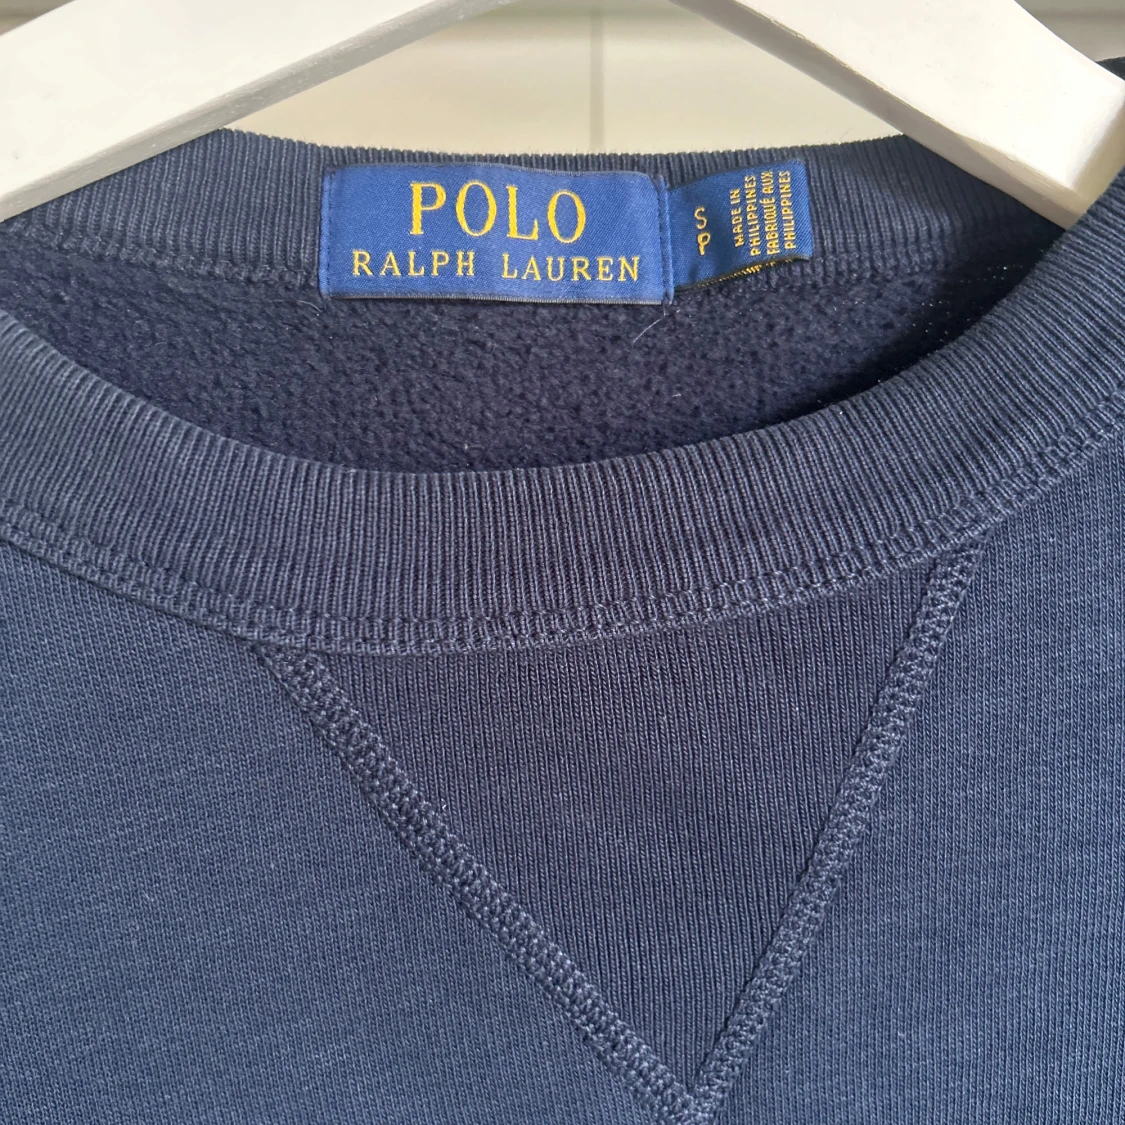 POLO
RALPH LAUREN
S
P
MADE IN
PHILIPPINES
FABRIQUÉ AUX
PHILIPPINES